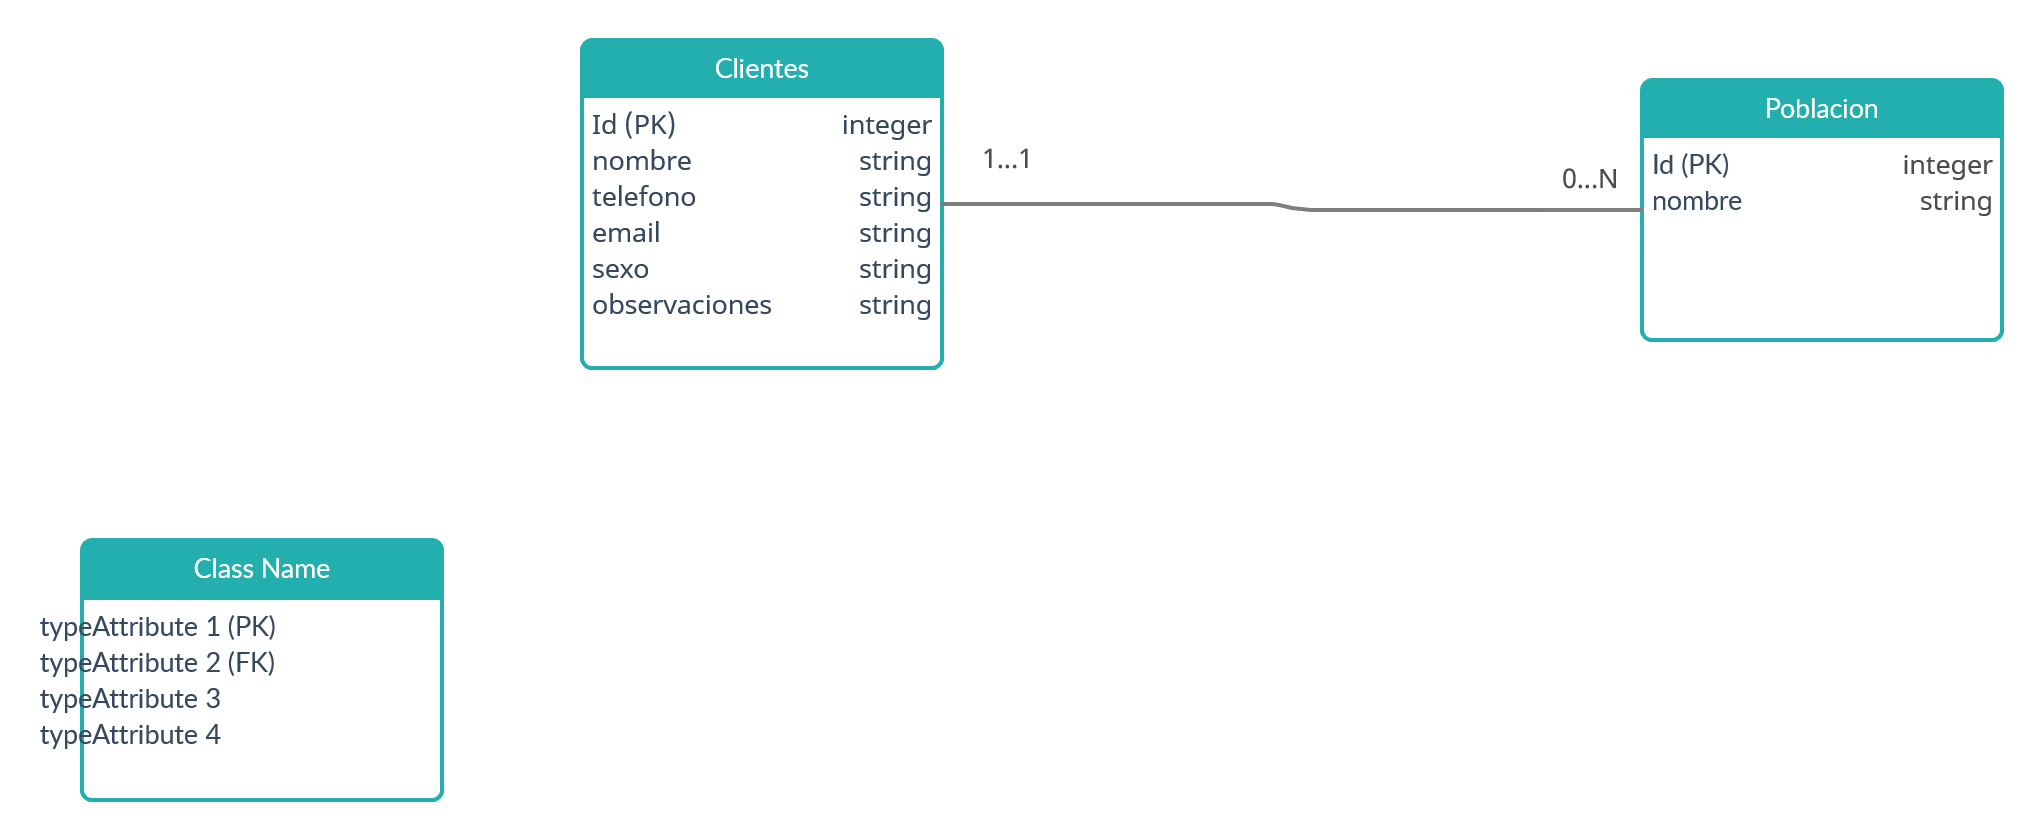 Clientes
Id (PK) integer
nombre string
telefono string
email string
sexo string
observaciones string
1...1
0...N
Poblacion
Id (PK) integer
nombre string
Class Name
typeAttribute 1 (PK)
typeAttribute 2 (FK)
typeAttribute 3
typeAttribute 4